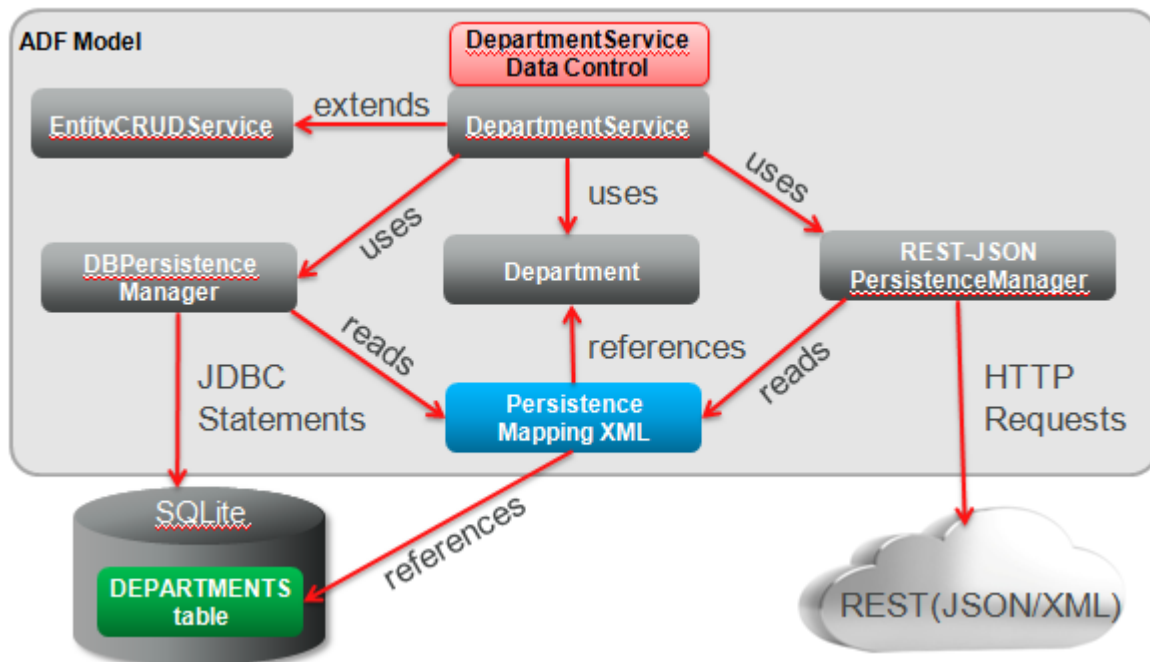 ADF Model
DepartmentService
Data Control
EntityCRUDService
extends
DepartmentService
uses
uses
uses
DBPersistence
Manager
Department
REST-JSON
PersistenceManager
reads
references
reads
JDBC
Statements
Persistence
Mapping XML
HTTP
Requests
SQLite
references
DEPARTMENTS
table
REST(JSON/XML)